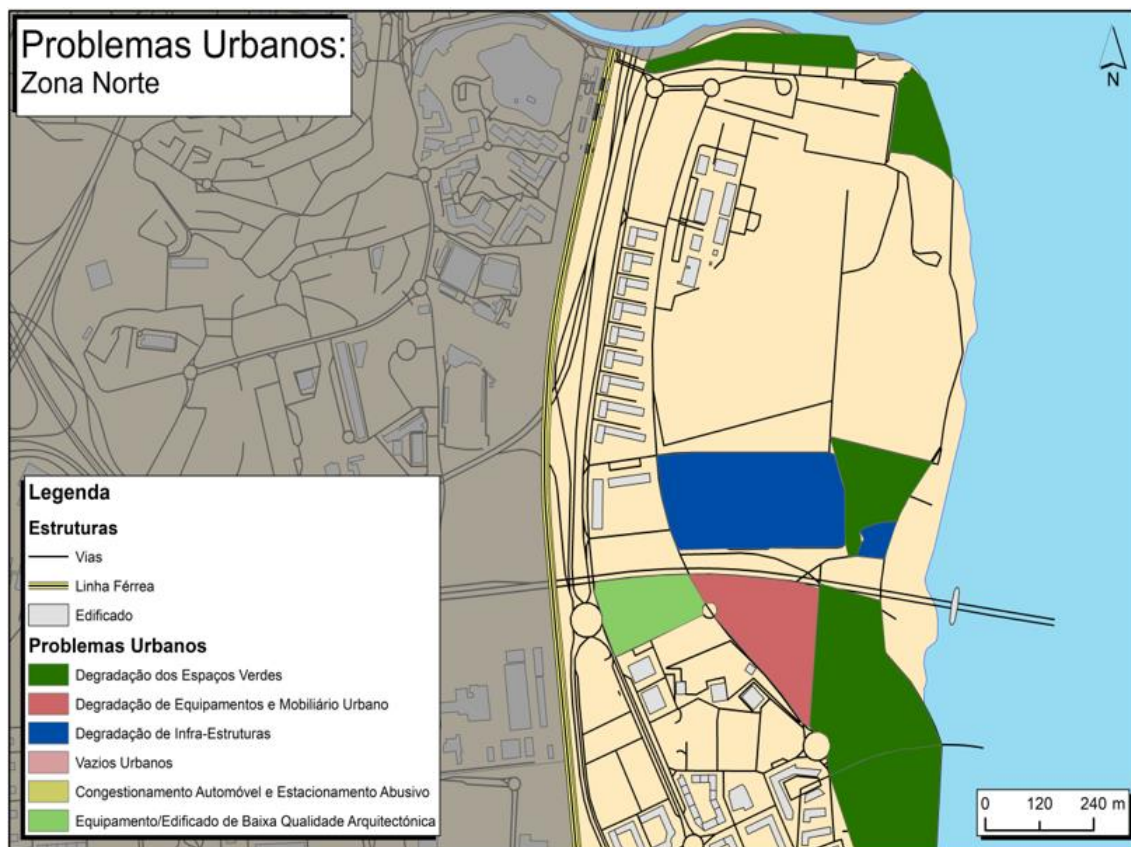 Problemas Urbanos:
Zona Norte
N
Legenda
Estruturas
Vias
Linha Férrea
Edificado
Problemas Urbanos
Degradação dos Espaços Verdes
Degradação de Equipamentos e Mobiliário Urbano
Degradação de Infra-Estruturas
Vazios Urbanos
Congestionamento Automóvel e Estacionamento Abusivo
Equipamento/Edificado de Baixa Qualidade Arquitectónica
0 120 240 m